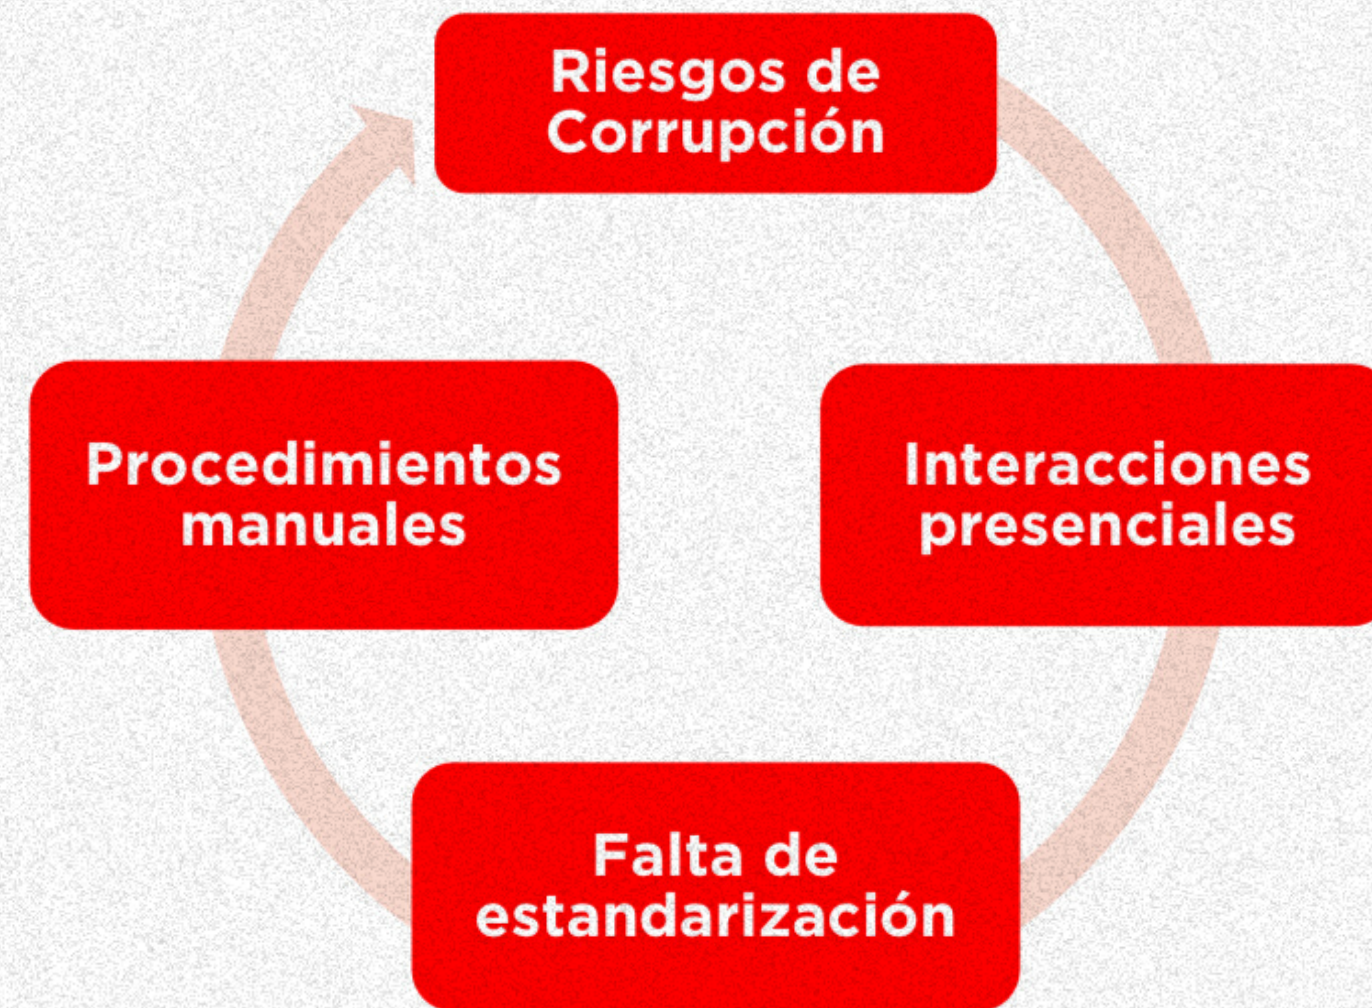 Riesgos de
Corrupción
Procedimientos
manuales
Interacciones
presenciales
Falta de
estandarización